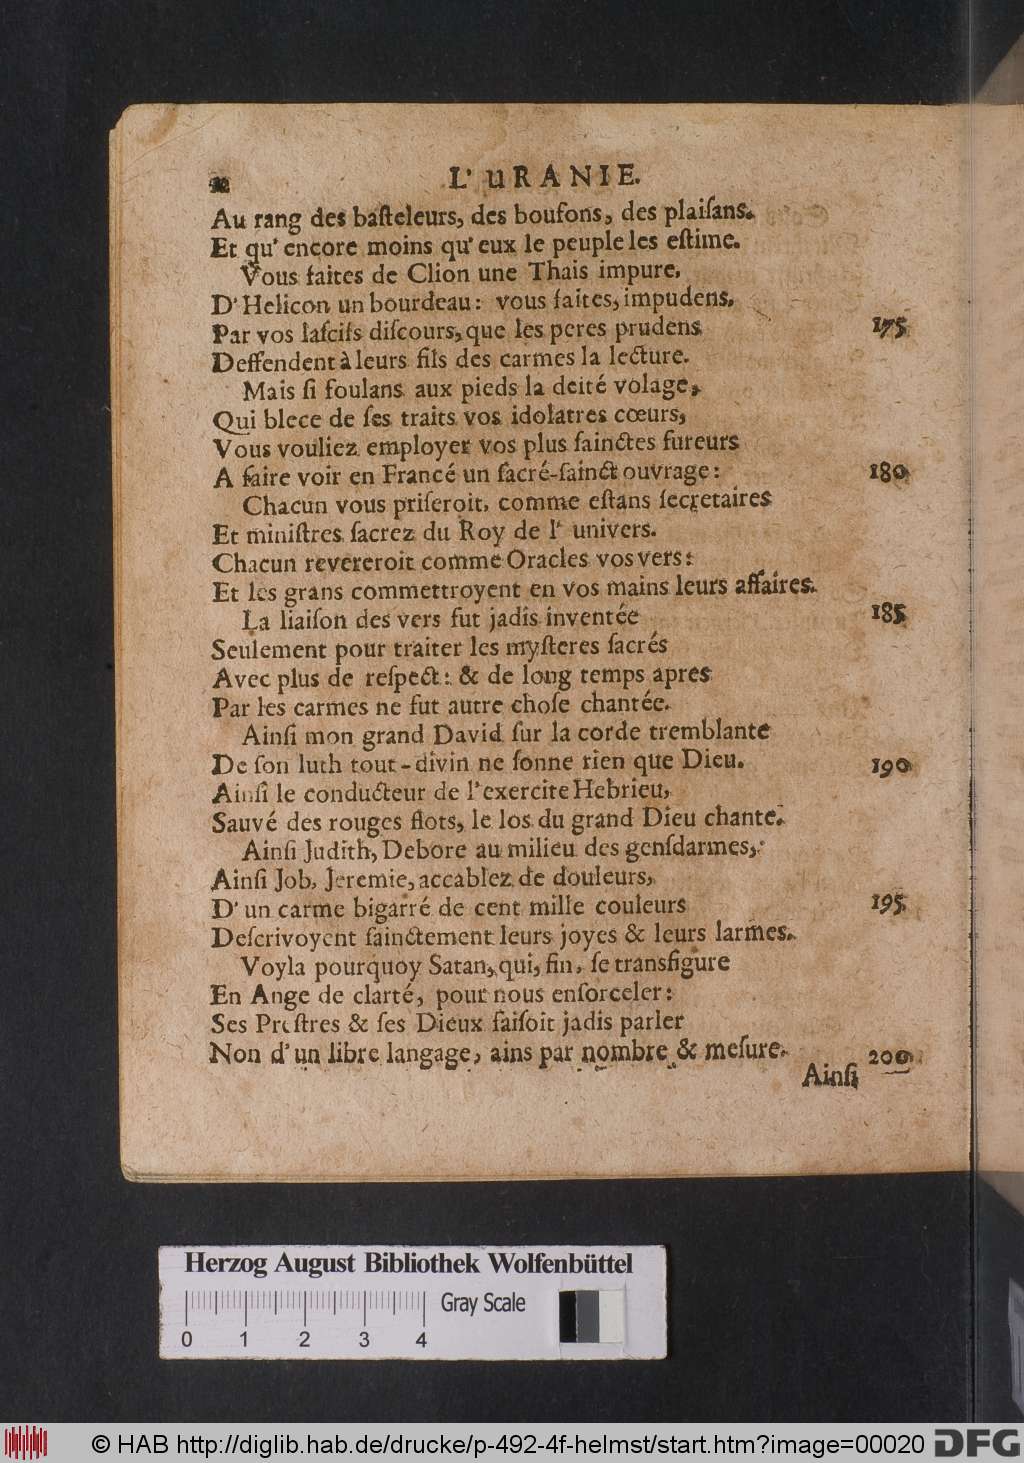 L' URANIE.
Au rang des baſteleurs, des boufons, des plaiſans.
Et qu' encore moins qu' eux le peuple les eſtime.
Vous faites de Clion une Thais impure,
D' Helicon un bourdeau: vous faites, impudens,
Par vos laſcifs diſcours, que les peres prudens
175
Deffendent à leurs fils des carmes la lecture.
Mais ſi foulans aux pieds la deité volage,
Qui blece de ſes traits vos idolatres cœurs,
Vous vouliez employer vos plus ſainctes fureurs
A faire voir en Francé un ſacré-ſainct ouvrage:
180
Chacun vous priſeroit, comme eſtans ſecretaires
Et miniſtres ſacrez du Roy de l' univers.
Chacun revereroit comme Oracles vos vers:
Et les grans commettroyent en vos mains leurs affaires.
La liaiſon des vers fut jadis inventée
185
Seulement pour traiter les myſteres ſacrés
Avec plus de reſpect: & de long temps apres
Par les carmes ne fut autre choſe chantée.
Ainſi mon grand David ſur la corde tremblante
De ſon luth tout-divin ne ſonne rien que Dieu.
190
Ainſi le conducteur de l'exercite Hebrieu,
Sauvé des rouges flots, le los du grand Dieu chante.
Ainſi Judith, Debore au milieu des genſdarmes,
Ainſi Job, Jeremie, accablez de douleurs,
D' un carme bigarré de cent mille couleurs
195
Deſcrivoyent ſainctement leurs joyes & leurs larmes.
Voyla pourquoy Satan, qui, fin, ſe transfigure
En Ange de clarté, pour nous enſorceler:
Ses Preſtres & ſes Dieux faiſoit jadis parler
Non d' un libre langage, ains par nombre & meſure.
200
Ainſi
Herzog August Bibliothek Wolfenbüttel
Gray Scale
0 1 2 3 4
© HAB http://diglib.hab.de/drucke/p-492-4f-helmst/start.htm?image=00020
DFG